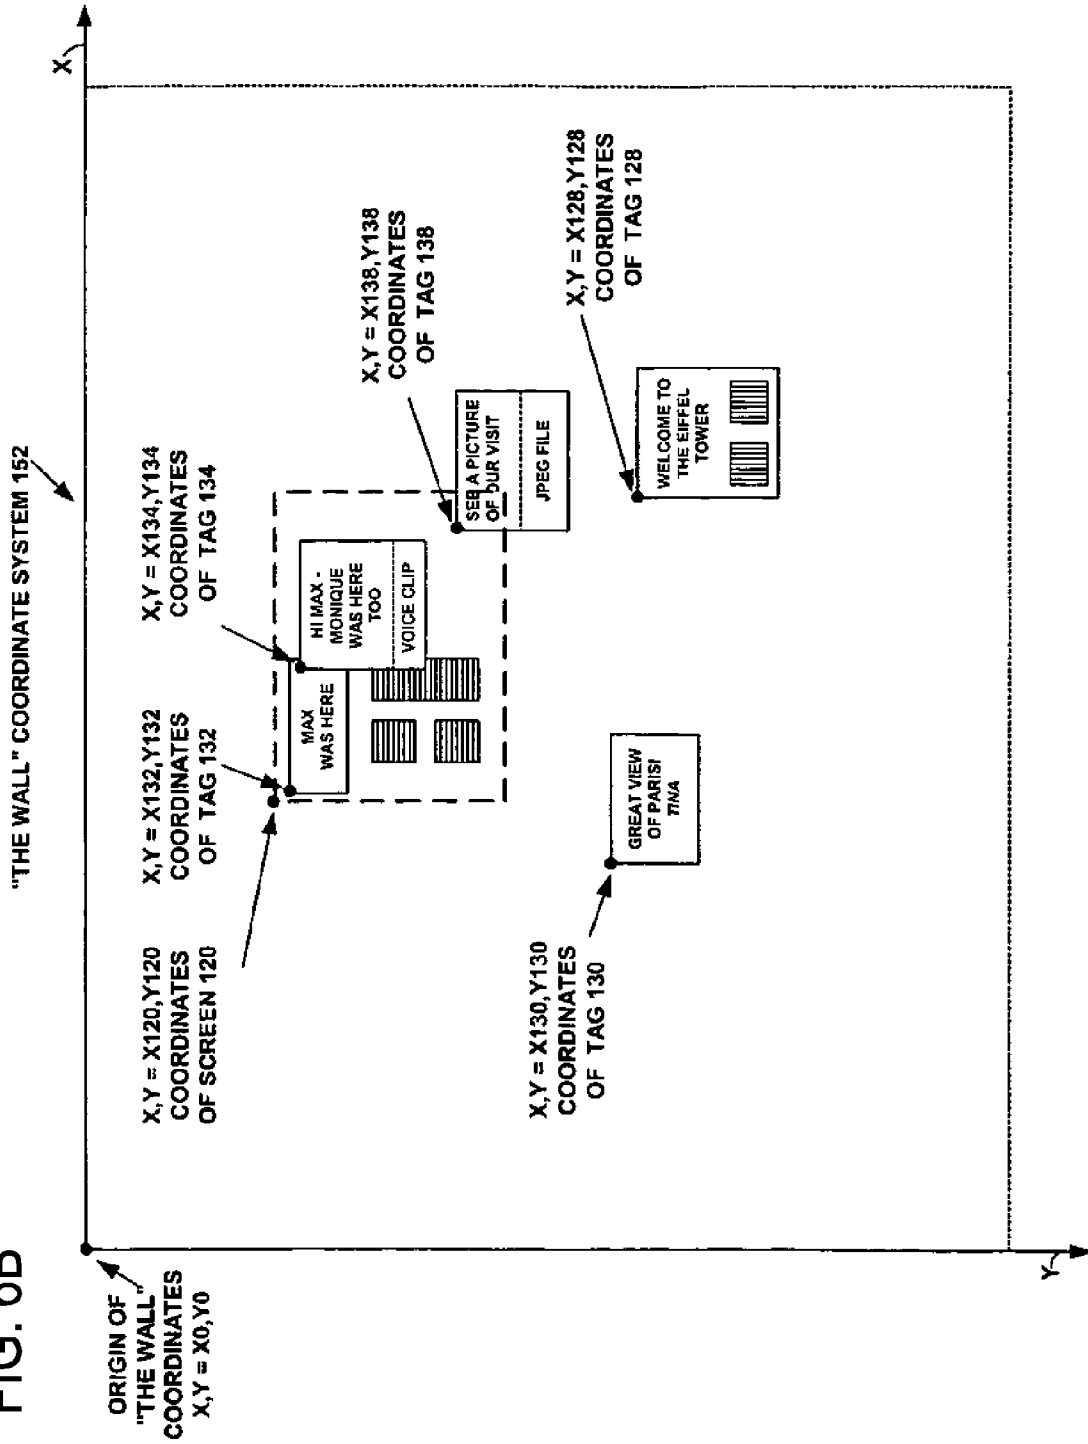 FIG. 6B
"THE WALL" COORDINATE SYSTEM 152
X
Y
ORIGIN OF
"THE WALL"
COORDINATES
X,Y = X0,Y0
X,Y = X120,Y120
COORDINATES
OF SCREEN 120
X,Y = X132,Y132
COORDINATES
OF TAG 132
X,Y = X134,Y134
COORDINATES
OF TAG 134
X,Y = X138,Y138
COORDINATES
OF TAG 138
X,Y = X128,Y128
COORDINATES
OF TAG 128
X,Y = X130,Y130
COORDINATES
OF TAG 130
MAX
WAS HERE
HI MAX -
MONIQUE
WAS HERE
TOO
VOICE CLIP
SEE A PICTURE
OF OUR VISIT
JPEG FILE
WELCOME TO
THE EIFFEL
TOWER
GREAT VIEW
OF PARIS!
TINA